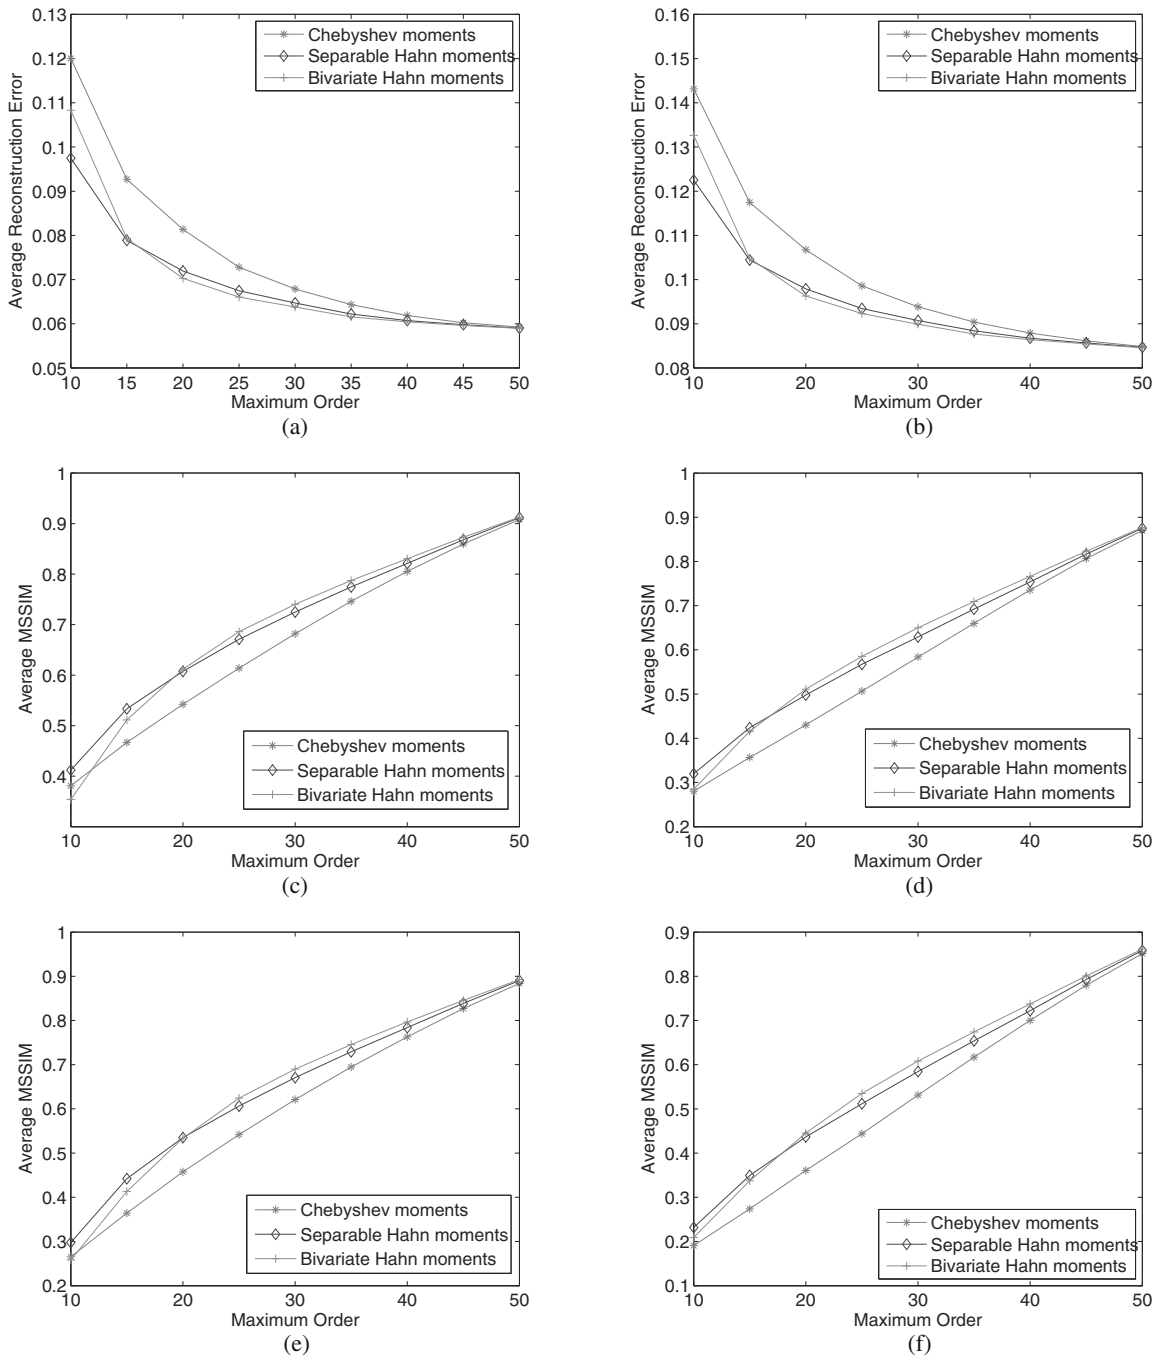 0.13
0.12
0.11
0.1
0.09
0.08
0.07
0.06
0.05
Average Reconstruction Error
Chebyshev moments
Separable Hahn moments
Bivariate Hahn moments
10 15 20 25 30 35 40 45 50
Maximum Order
(a)
0.16
0.15
0.14
0.13
0.12
0.11
0.1
0.09
0.08
Average Reconstruction Error
Chebyshev moments
Separable Hahn moments
Bivariate Hahn moments
10 20 30 40 50
Maximum Order
(b)
1
0.9
0.8
0.7
0.6
0.5
0.4
Average MSSIM
Chebyshev moments
Separable Hahn moments
Bivariate Hahn moments
10 20 30 40 50
Maximum Order
(c)
1
0.9
0.8
0.7
0.6
0.5
0.4
0.3
0.2
Average MSSIM
Chebyshev moments
Separable Hahn moments
Bivariate Hahn moments
10 20 30 40 50
Maximum Order
(d)
1
0.9
0.8
0.7
0.6
0.5
0.4
0.3
0.2
Average MSSIM
Chebyshev moments
Separable Hahn moments
Bivariate Hahn moments
10 20 30 40 50
Maximum Order
(e)
0.9
0.8
0.7
0.6
0.5
0.4
0.3
0.2
0.1
Average MSSIM
Chebyshev moments
Separable Hahn moments
Bivariate Hahn moments
10 20 30 40 50
Maximum Order
(f)